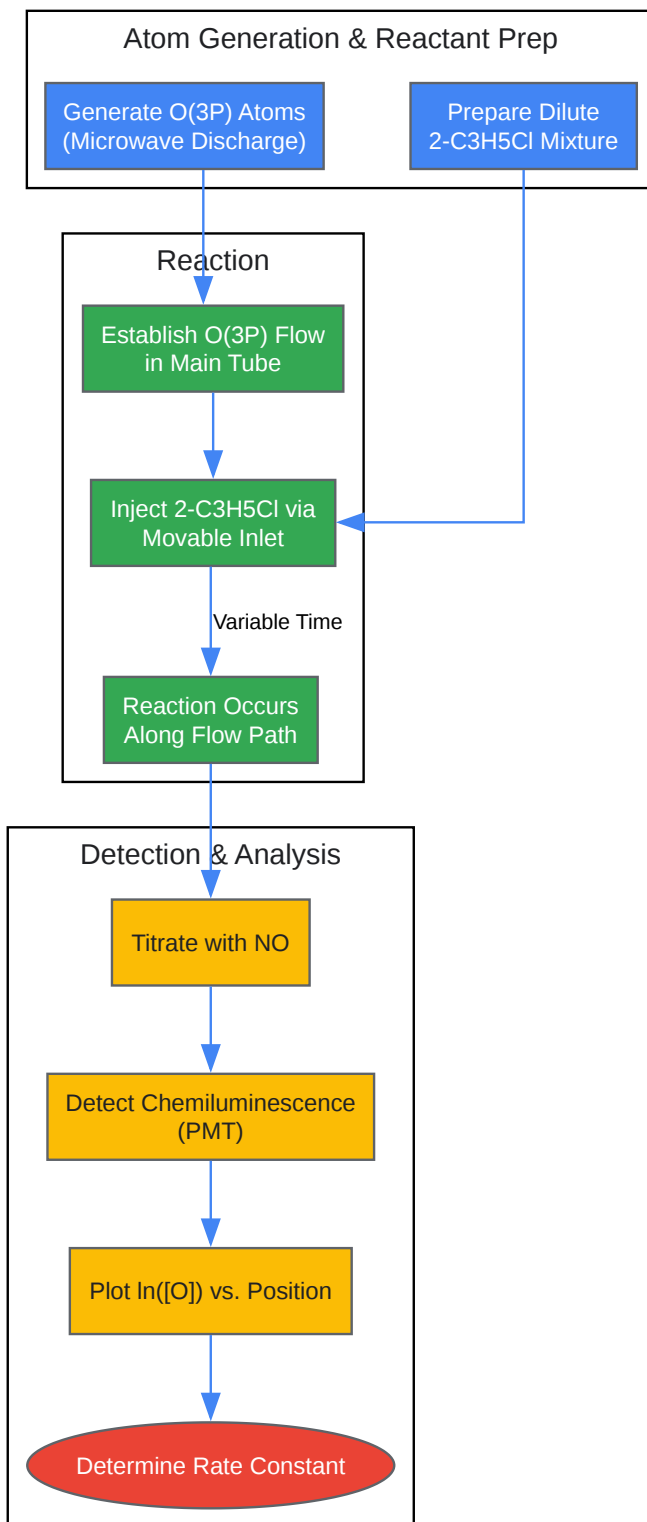 Atom Generation & Reactant Prep
Generate O(3P) Atoms
(Microwave Discharge)
Prepare Dilute
2-C3H5Cl Mixture
Reaction
Establish O(3P) Flow
in Main Tube
Inject 2-C3H5Cl via
Movable Inlet
Variable Time
Reaction Occurs
Along Flow Path
Detection & Analysis
Titrate with NO
Detect Chemiluminescence
(PMT)
Plot ln([O]) vs. Position
Determine Rate Constant